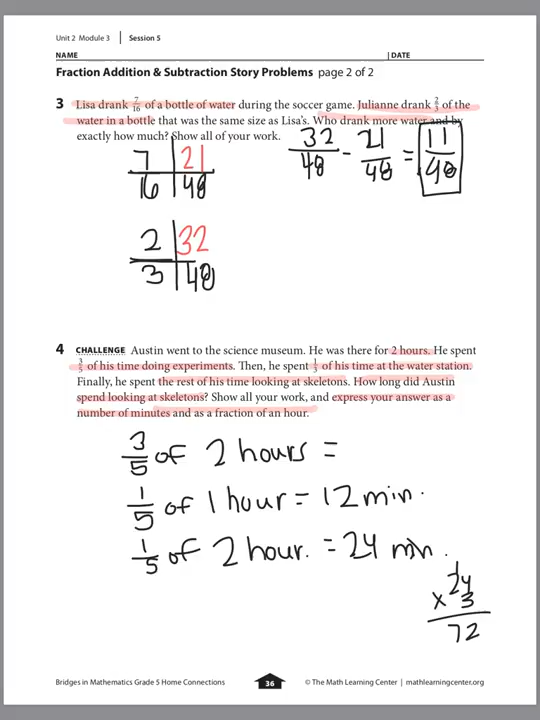 Unit 2 Module 3 | Session 5
NAME | DATE
Fraction Addition & Subtraction Story Problems page 2 of 2
3 Lisa drank 7/16 of a bottle of water during the soccer game. Julianne drank 2/3 of the
water in a bottle that was the same size as Lisa's. Who drank more water and by
exactly how much? Show all of your work.
7/16 | 21/48
32/48 - 21/48 = 11/48
2/3 | 32/48
4 CHALLENGE Austin went to the science museum. He was there for 2 hours. He spent
3/5 of his time doing experiments. Then, he spent 1/3 of his time at the water station.
Finally, he spent the rest of his time looking at skeletons. How long did Austin
spend looking at skeletons? Show all your work, and express your answer as a
number of minutes and as a fraction of an hour.
3/5 of 2 hours =
1/5 of 1 hour = 12 min.
1/5 of 2 hour. = 24 min.
1
24
x 3
72
Bridges in Mathematics Grade 5 Home Connections 36 © The Math Learning Center | mathlearningcenter.org